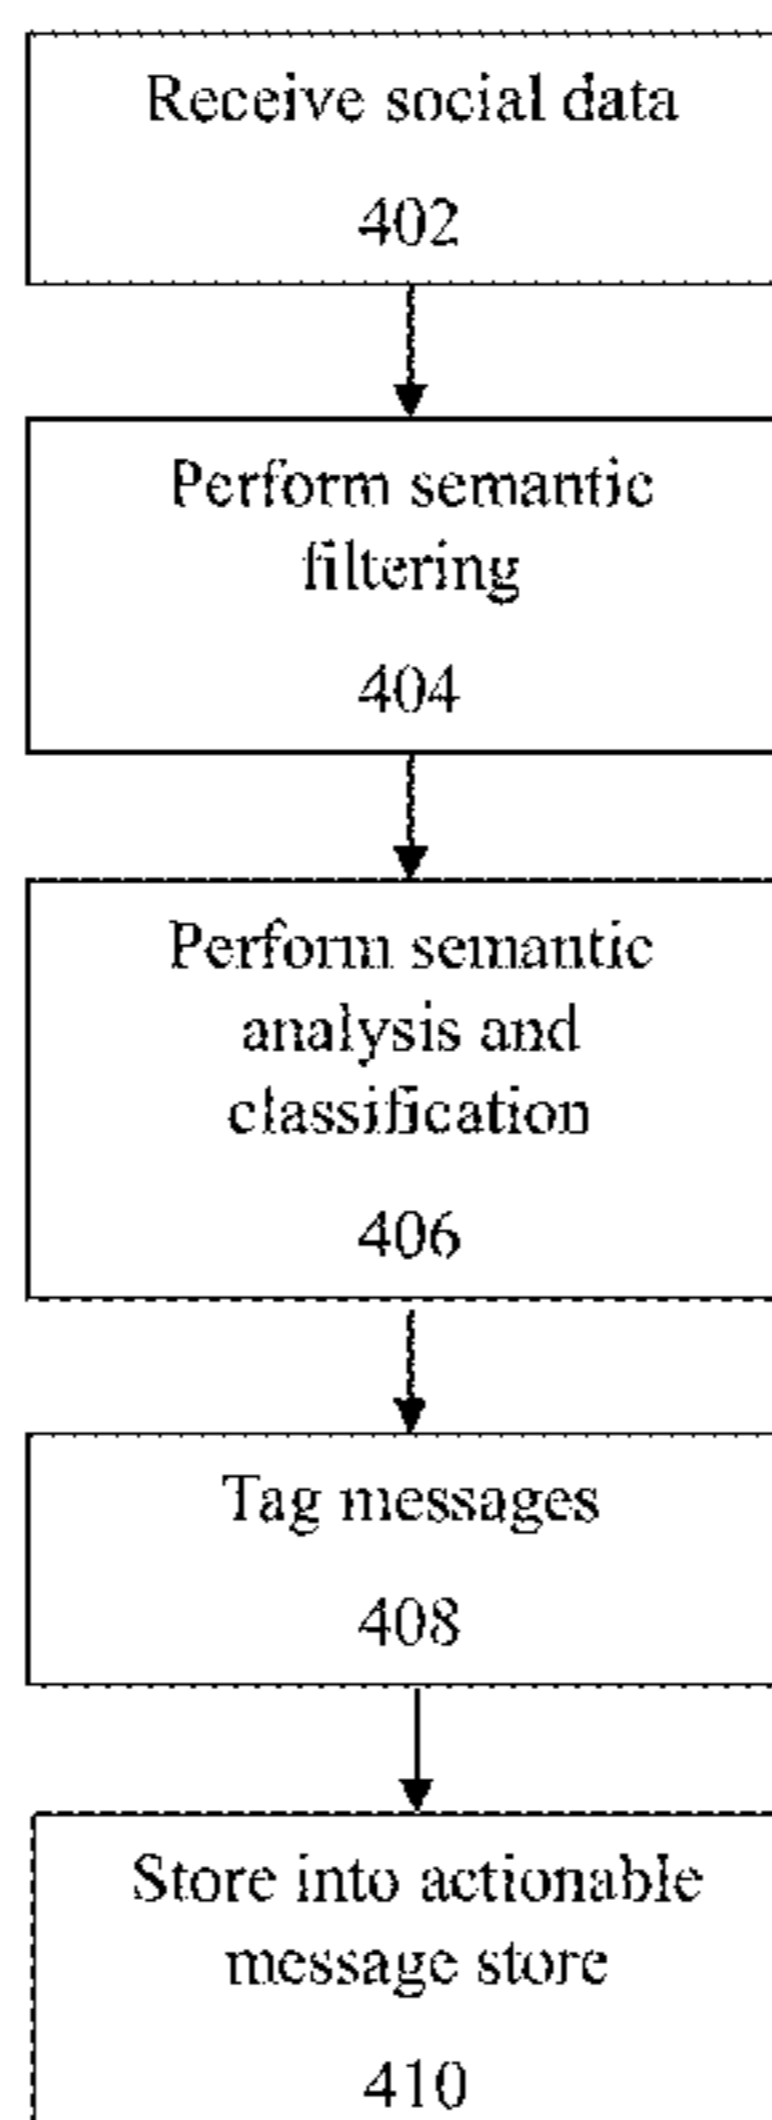 Receive social data
402
Perform semantic
filtering
404
Perform semantic
analysis and
classification
406
Tag messages
408
Store into actionable
message store
410